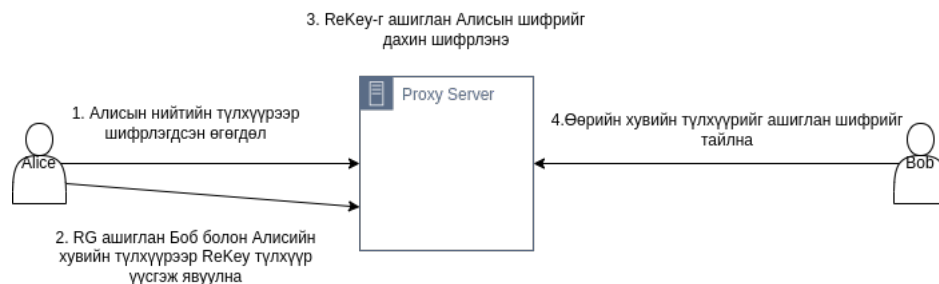 3. ReKey-г ашиглан Алисын шифрийг
дахин шифрлэнэ
Proxy Server
1. Алисын нийтийн түлхүүрээр
шифрлэгдсэн өгөгдөл
4.Өөрийн хувийн түлхүүрийг ашиглан шифрийг
тайлна
Alice
Bob
2. RG ашиглан Боб болон Алисийн
хувийн түлхүүрээр ReKey түлхүүр
үүсгэж явуулна